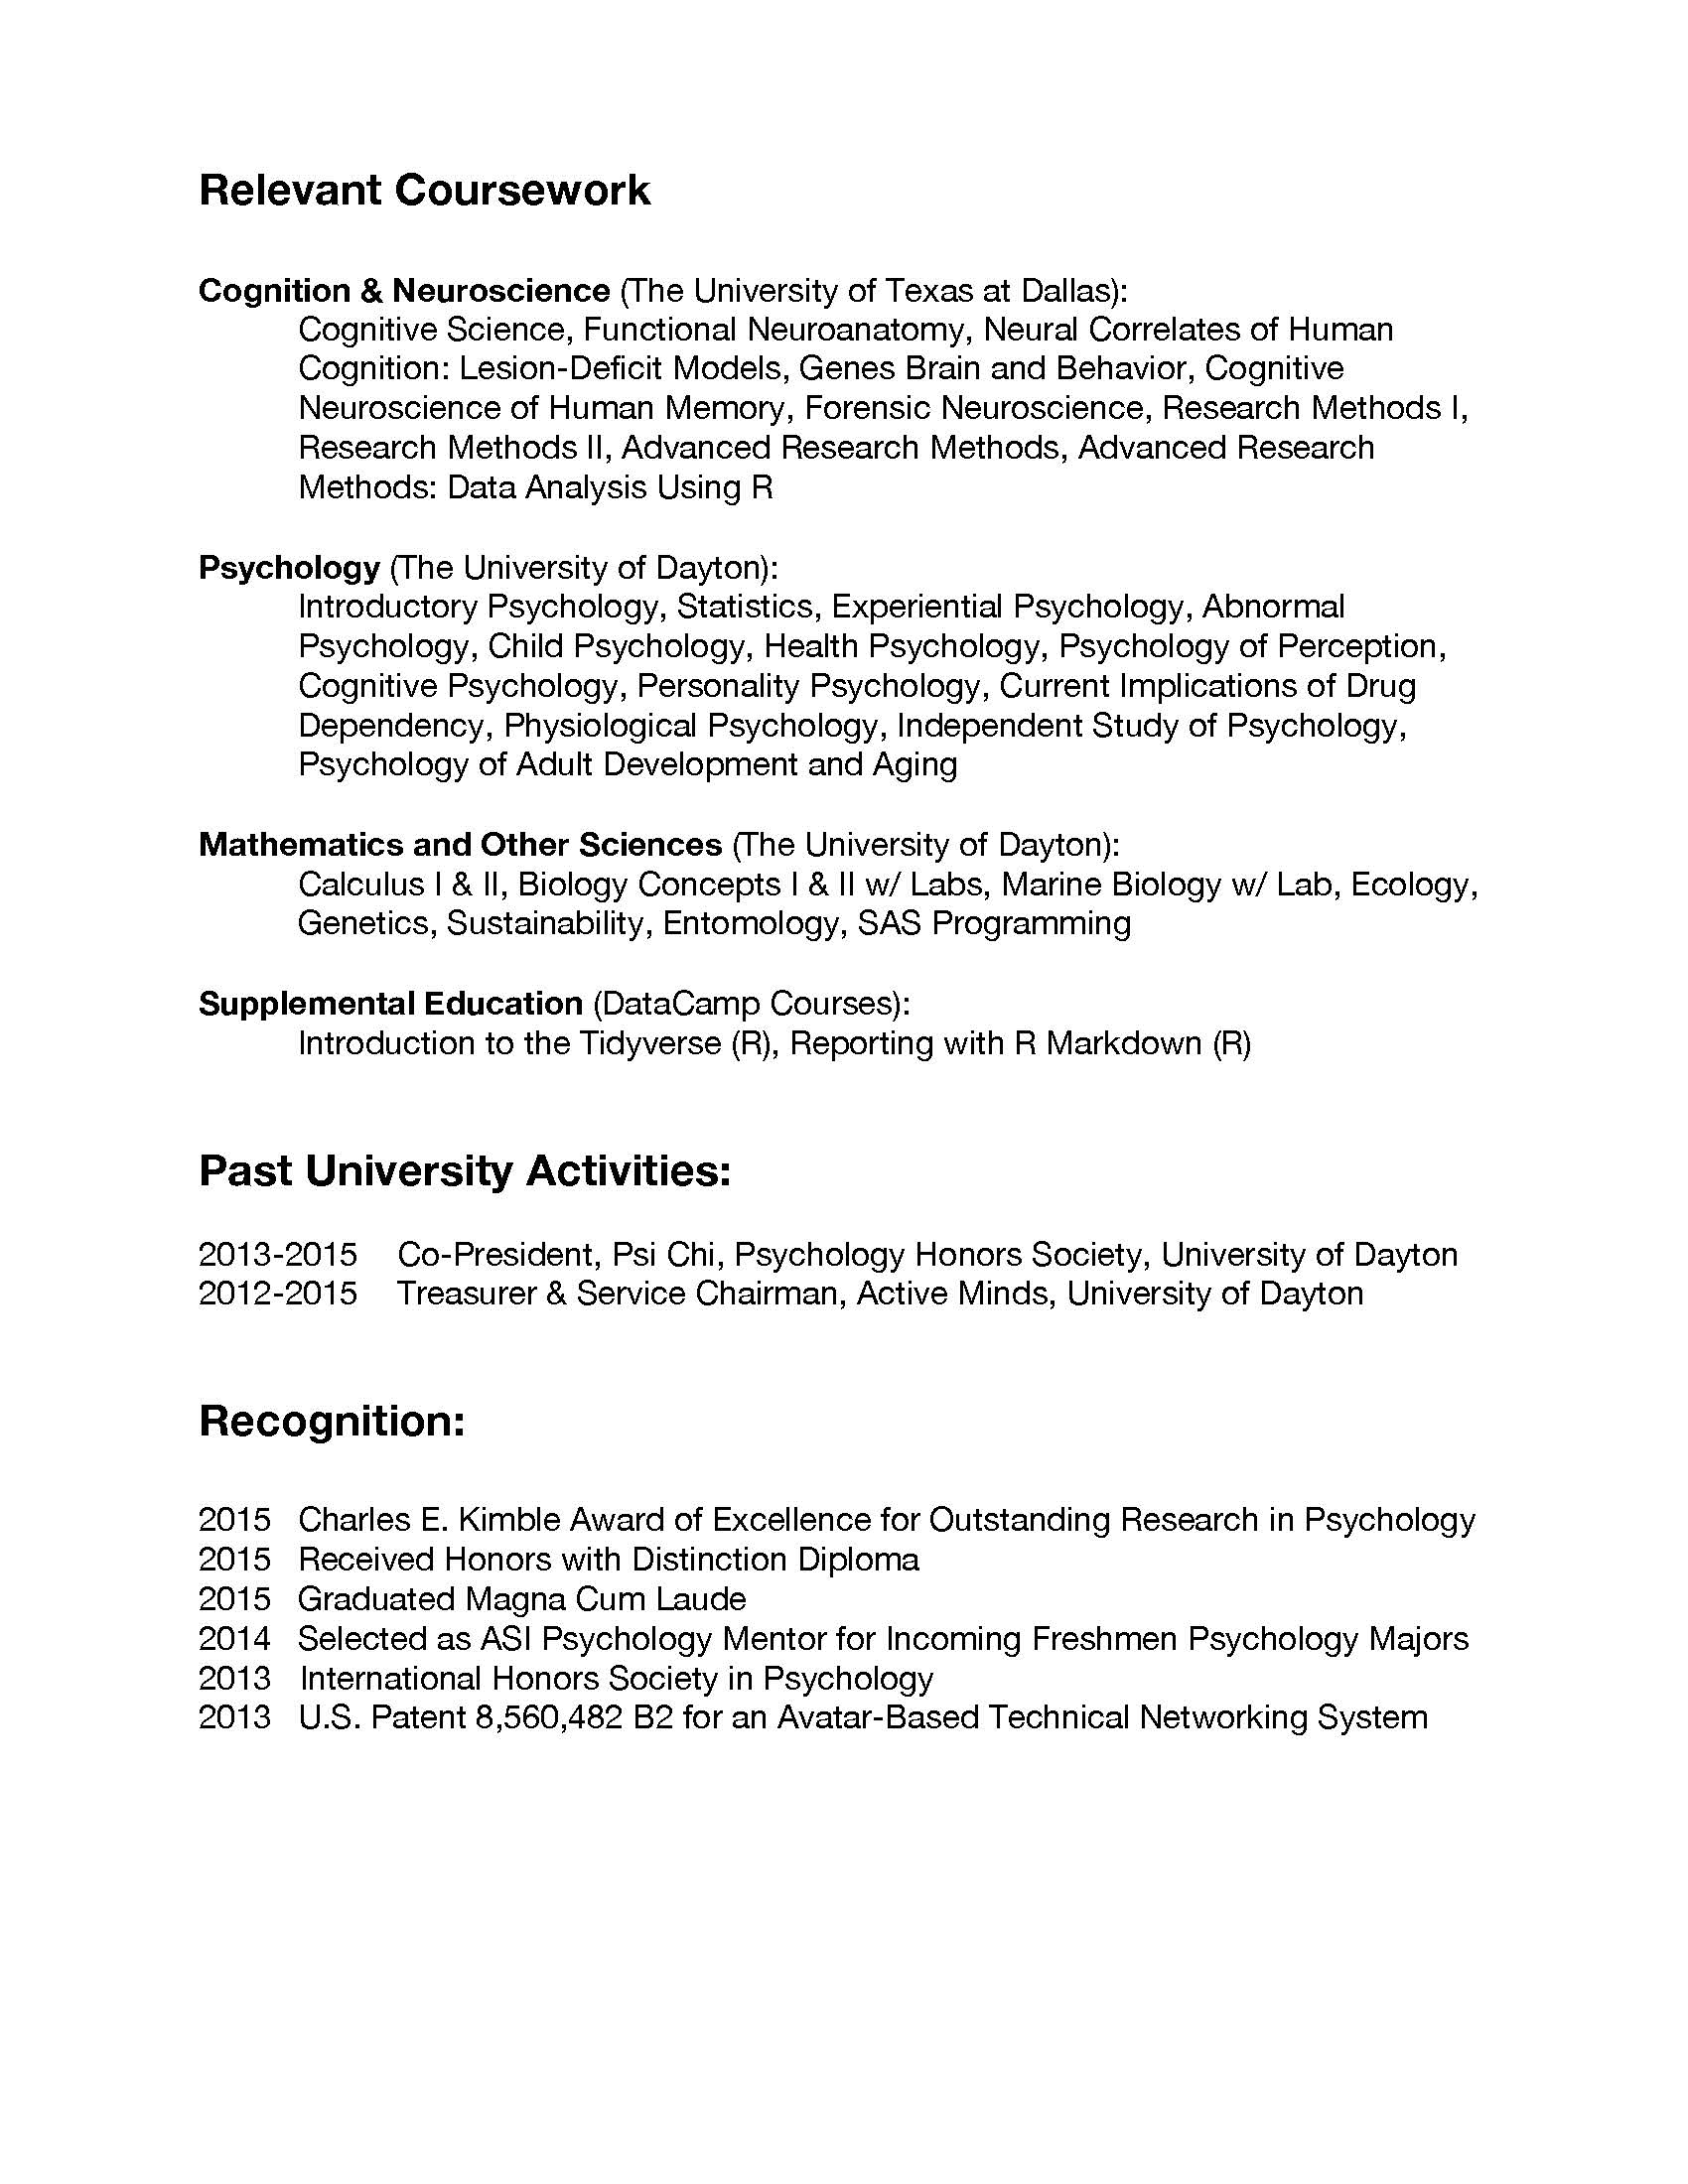 Relevant Coursework
Cognition & Neuroscience (The University of Texas at Dallas):
Cognitive Science, Functional Neuroanatomy, Neural Correlates of Human
Cognition: Lesion-Deficit Models, Genes Brain and Behavior, Cognitive
Neuroscience of Human Memory, Forensic Neuroscience, Research Methods I,
Research Methods II, Advanced Research Methods, Advanced Research
Methods: Data Analysis Using R
Psychology (The University of Dayton):
Introductory Psychology, Statistics, Experiential Psychology, Abnormal
Psychology, Child Psychology, Health Psychology, Psychology of Perception,
Cognitive Psychology, Personality Psychology, Current Implications of Drug
Dependency, Physiological Psychology, Independent Study of Psychology,
Psychology of Adult Development and Aging
Mathematics and Other Sciences (The University of Dayton):
Calculus I & II, Biology Concepts I & II w/ Labs, Marine Biology w/ Lab, Ecology,
Genetics, Sustainability, Entomology, SAS Programming
Supplemental Education (DataCamp Courses):
Introduction to the Tidyverse (R), Reporting with R Markdown (R)
Past University Activities:
2013-2015 Co-President, Psi Chi, Psychology Honors Society, University of Dayton
2012-2015 Treasurer & Service Chairman, Active Minds, University of Dayton
Recognition:
2015 Charles E. Kimble Award of Excellence for Outstanding Research in Psychology
2015 Received Honors with Distinction Diploma
2015 Graduated Magna Cum Laude
2014 Selected as ASI Psychology Mentor for Incoming Freshmen Psychology Majors
2013 International Honors Society in Psychology
2013 U.S. Patent 8,560,482 B2 for an Avatar-Based Technical Networking System